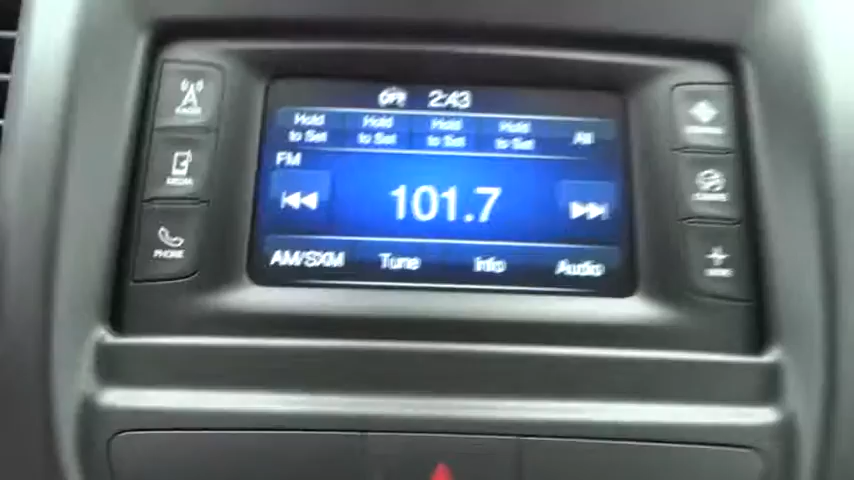 OFF 2:43
Hold to Set Hold to Set Hold to Set Hold to Set All
FM
101.7
AM/SXM Tune Info Audio
RADIO
MEDIA
PHONE
MORE